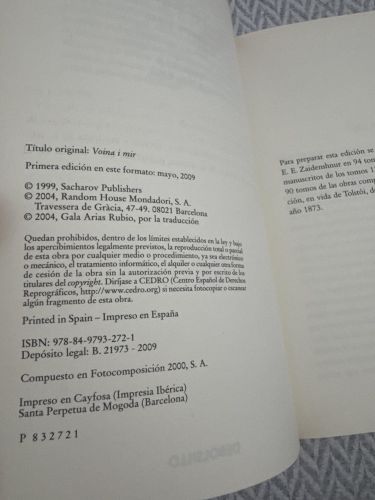 Título original: Voina i mir
Primera edición en este formato: mayo, 2009
© 1999, Sacharov Publishers
© 2004, Random House Mondadori, S. A.
Travessera de Gràcia, 47-49. 08021 Barcelona
© 2004, Gala Arias Rubio, por la traducción
Quedan prohibidos, dentro de los límites establecidos en la ley y bajo
los apercibimientos legalmente previstos, la reproducción total o parcial
de esta obra por cualquier medio o procedimiento, ya sea electrónico
o mecánico, el tratamiento informático, el alquiler o cualquier otra forma
de cesión de la obra sin la autorización previa y por escrito de los
titulares del copyright. Diríjase a CEDRO (Centro Español de Derechos
Reprográficos, http://www.cedro.org) si necesita fotocopiar o escanear
algún fragmento de esta obra.
Printed in Spain – Impreso en España
ISBN: 978-84-9793-272-1
Depósito legal: B. 21973 - 2009
Compuesto en Fotocomposición 2000, S. A.
Impreso en Cayfosa (Impresia Ibérica)
Santa Perpetua de Mogoda (Barcelona)
P 832721
Para preparar esta edición se
E. E. Zaidenshnur en 94 tom
manuscritos de los tomos 1
90 tomos de las obras comp
ción, en vida de Tolstói, de
año 1873.